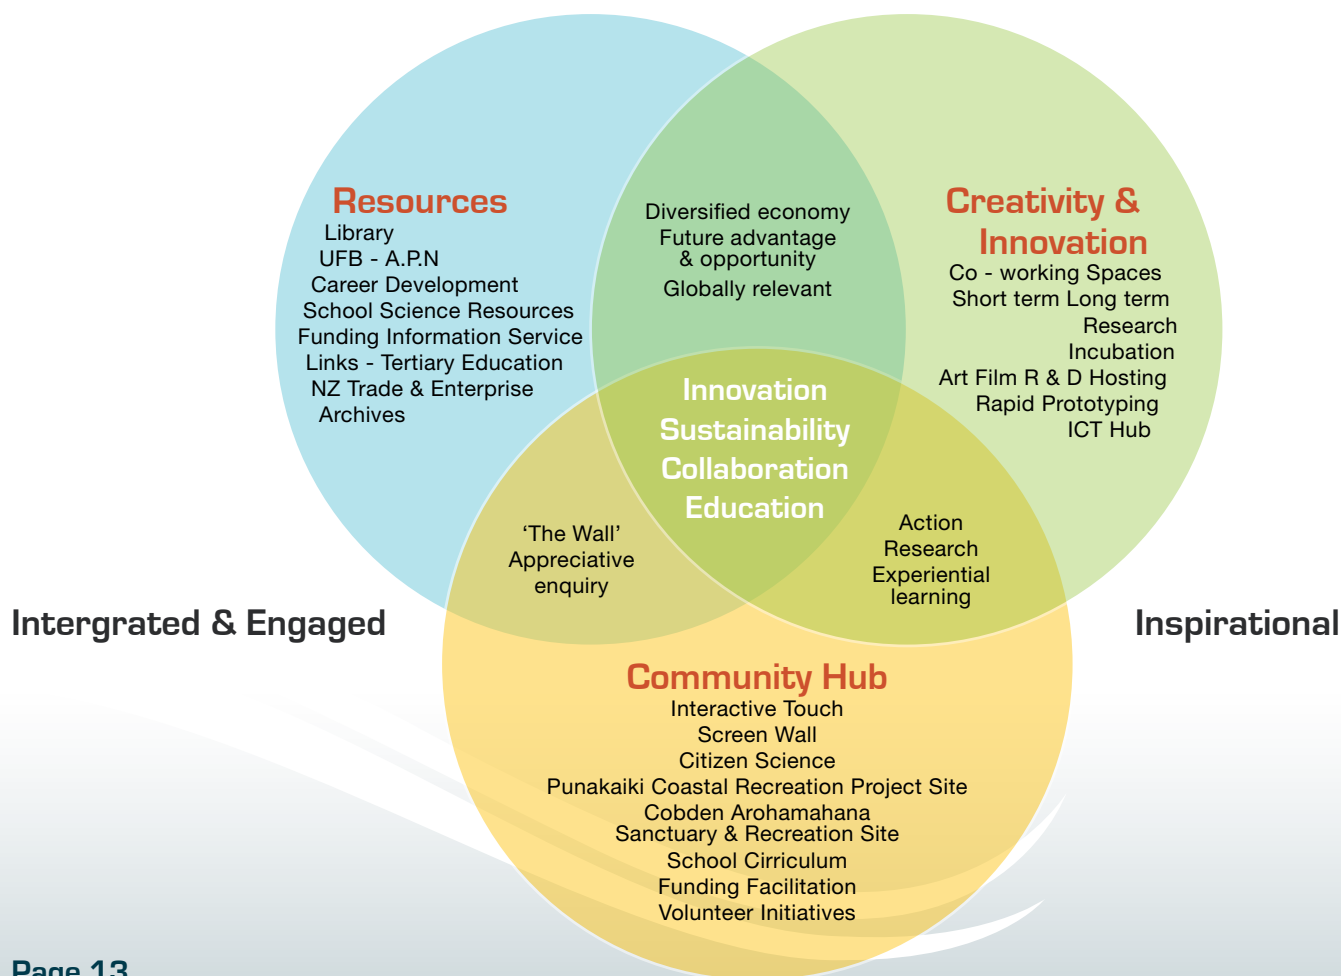 Resources
Library
UFB - A.P.N
Career Development
School Science Resources
Funding Information Service
Links - Tertiary Education
NZ Trade & Enterprise
Archives
Diversified economy
Future advantage
& opportunity
Globally relevant
Creativity &
Innovation
Co - working Spaces
Short term Long term
Research
Incubation
Art Film R & D Hosting
Rapid Prototyping
ICT Hub
Innovation
Sustainability
Collaboration
Education
‘The Wall’
Appreciative
enquiry
Action
Research
Experiential
learning
Intergrated & Engaged
Inspirational
Community Hub
Interactive Touch
Screen Wall
Citizen Science
Punakaiki Coastal Recreation Project Site
Cobden Arohamahana
Sanctuary & Recreation Site
School Cirriculum
Funding Facilitation
Volunteer Initiatives
Page 13